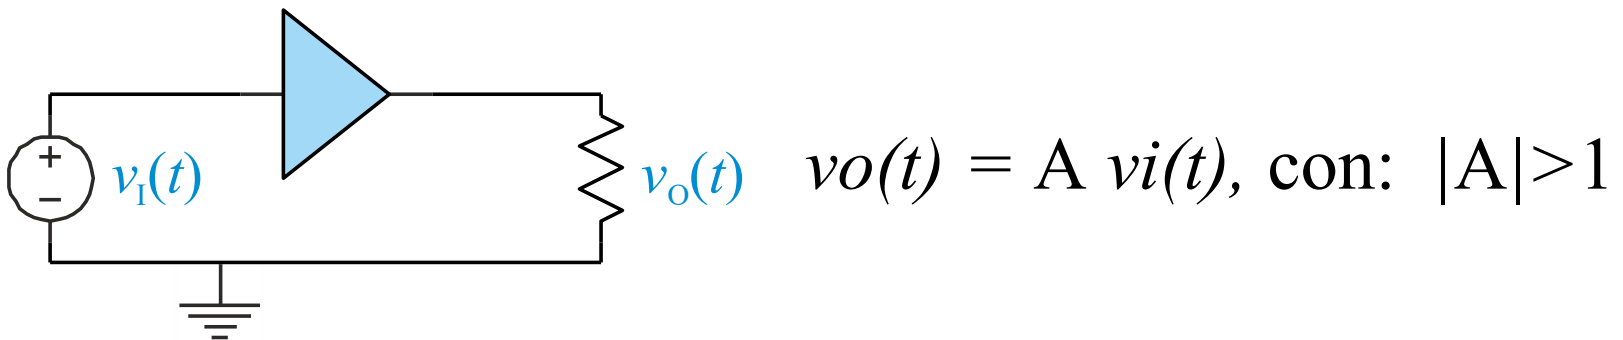 +
−
vI(t)
vO(t)
vo(t) = A vi(t), con: |A|>1